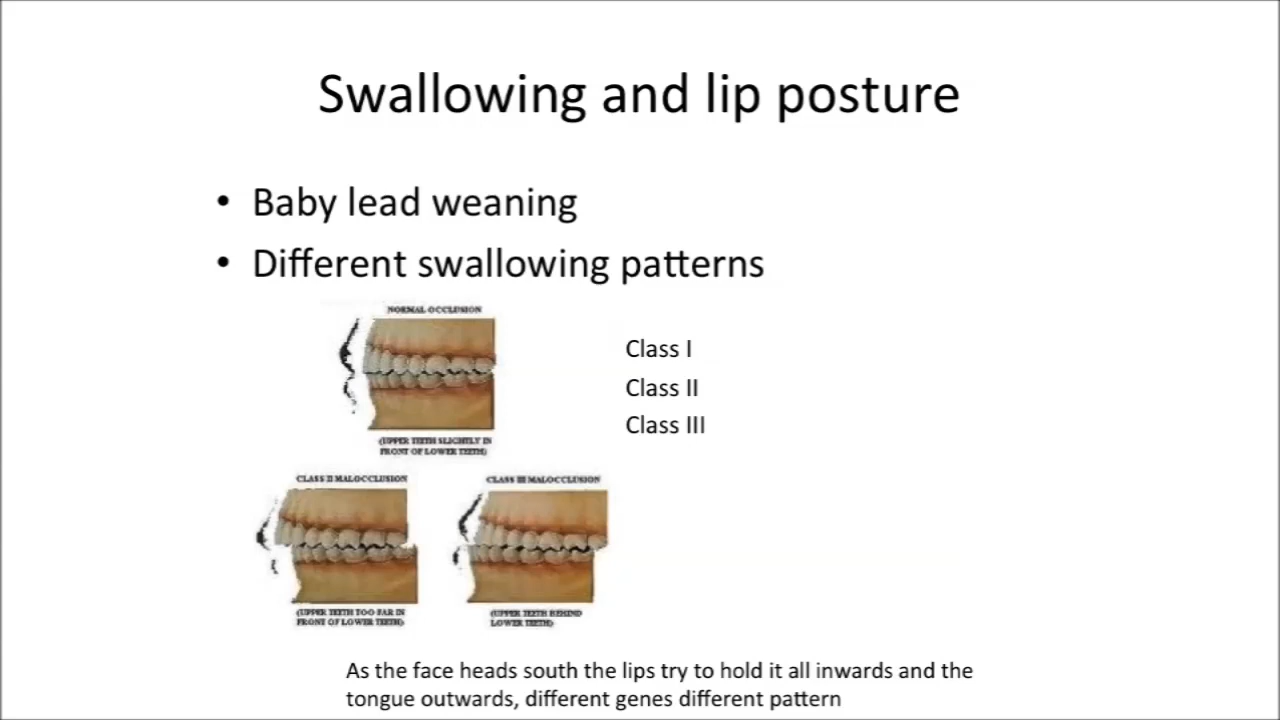 Swallowing and lip posture
• Baby lead weaning
• Different swallowing patterns
NORMAL OCCLUSION
Class I
Class II
Class III
(UPPER TEETH SLIGHTLY IN
FRONT OF LOWER TEETH)
CLASS II MALOCCLUSION
CLASS III MALOCCLUSION
(UPPER TEETH TOO FAR IN
FRONT OF LOWER TEETH)
(UPPER TEETH BEHIND
LOWER TEETH)
As the face heads south the lips try to hold it all inwards and the
tongue outwards, different genes different pattern